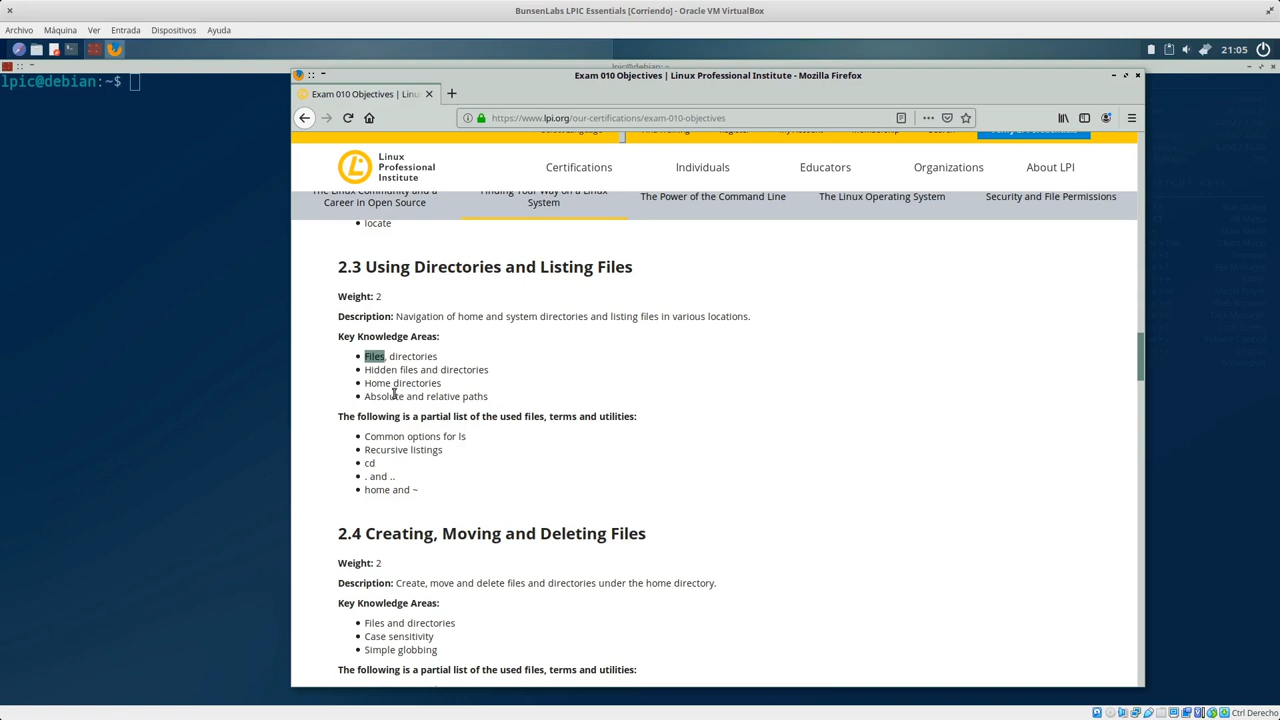 BunsenLabs LPIC Essentials [Corriendo] - Oracle VM VirtualBox
Archivo Máquina Ver Entrada Dispositivos Ayuda
21:05
lpic@debian: ~
lpic@debian:~$
Exam 010 Objectives | Linux Professional Institute - Mozilla Firefox
Exam 010 Objectives | Linu
https://www.lpi.org/our-certifications/exam-010-objectives
Linux
Professional
Institute
Certifications Individuals Educators Organizations About LPI
The Linux Community and a
Career in Open Source
Finding Your Way on a Linux
System
The Power of the Command Line
The Linux Operating System
Security and File Permissions
locate
2.3 Using Directories and Listing Files
Weight: 2
Description: Navigation of home and system directories and listing files in various locations.
Key Knowledge Areas:
Files, directories
Hidden files and directories
Home directories
Absolute and relative paths
The following is a partial list of the used files, terms and utilities:
Common options for ls
Recursive listings
cd
. and ..
home and ~
2.4 Creating, Moving and Deleting Files
Weight: 2
Description: Create, move and delete files and directories under the home directory.
Key Knowledge Areas:
Files and directories
Case sensitivity
Simple globbing
The following is a partial list of the used files, terms and utilities:
Ctrl Derecho